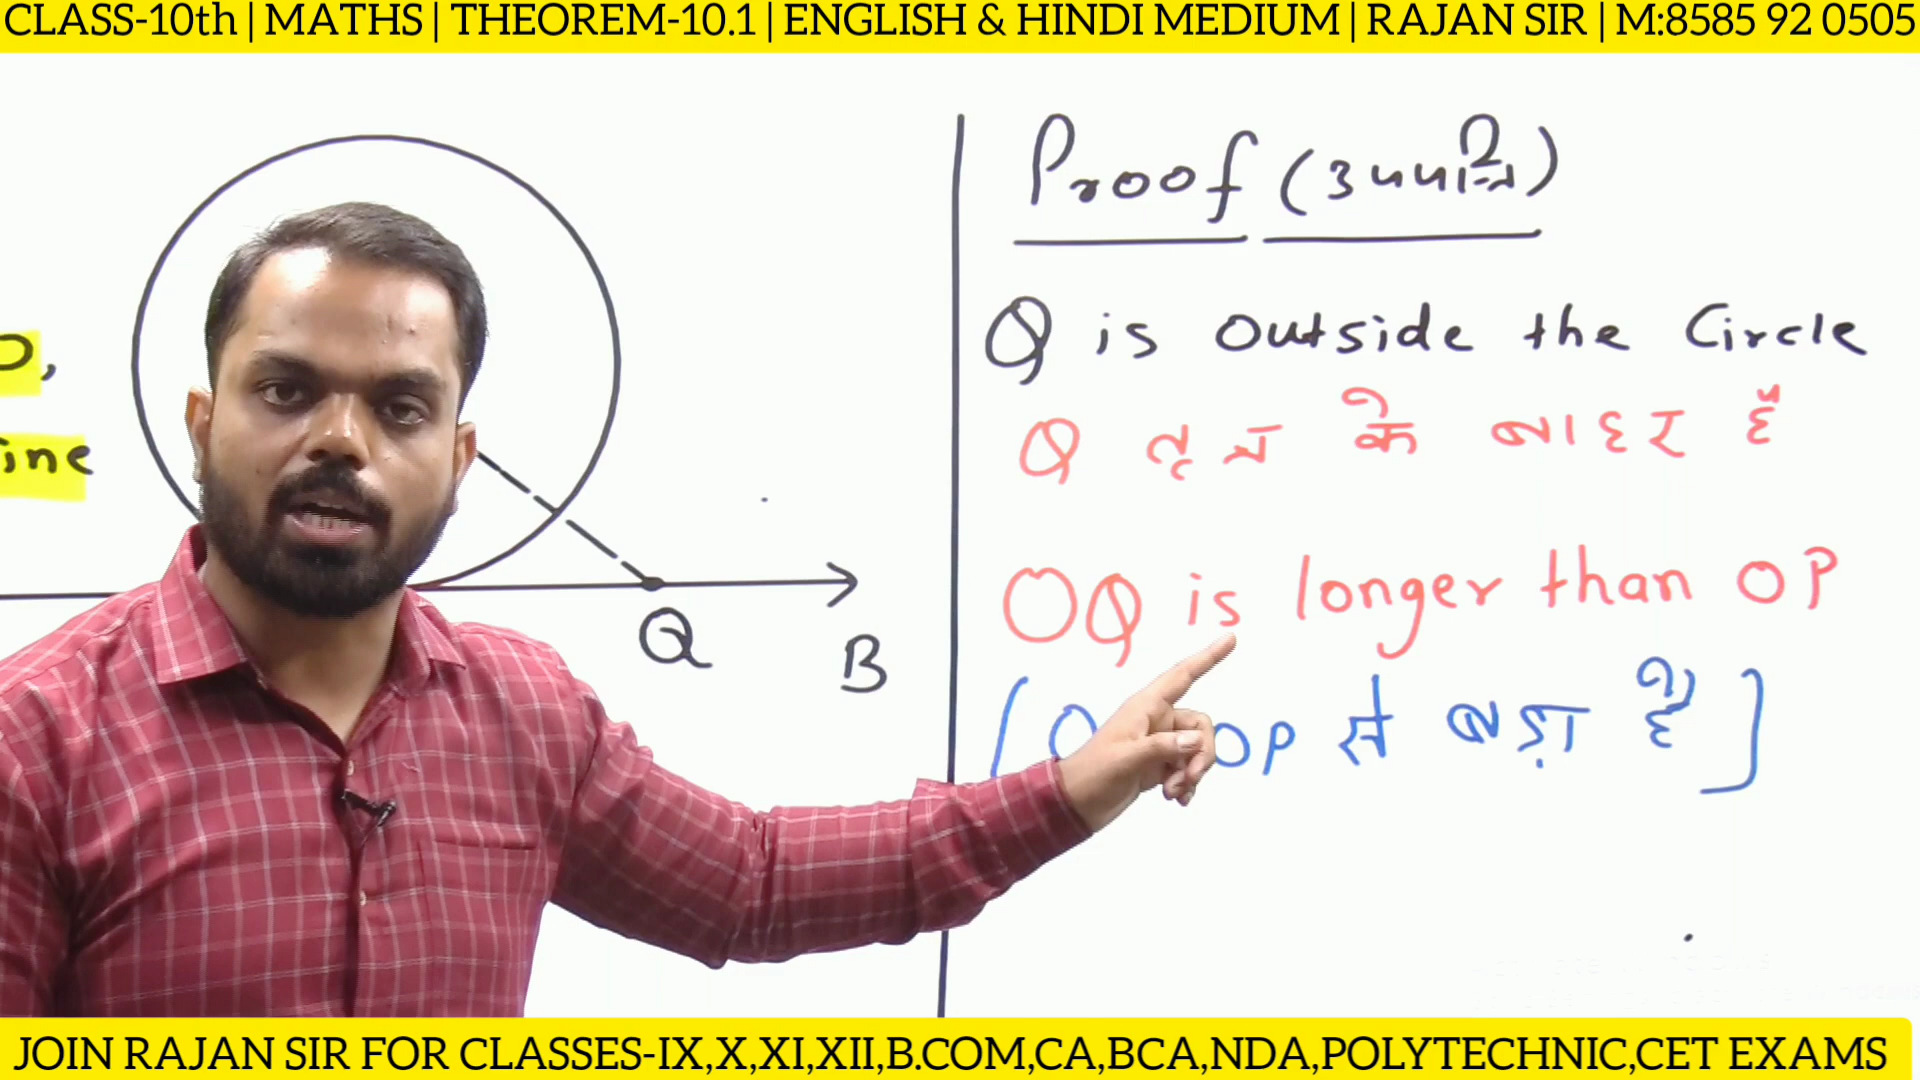 CLASS-10th | MATHS | THEOREM-10.1 | ENGLISH & HINDI MEDIUM | RAJAN SIR | M:8585 92 0505
Proof (उपपत्ति)
Q is outside the Circle
O,
Q वृत्त के बाहर है
ine
OQ is longer than OP
Q
B
[O OP से बड़ा है]
JOIN RAJAN SIR FOR CLASSES-IX,X,XI,XII,B.COM,CA,BCA,NDA,POLYTECHNIC,CET EXAMS